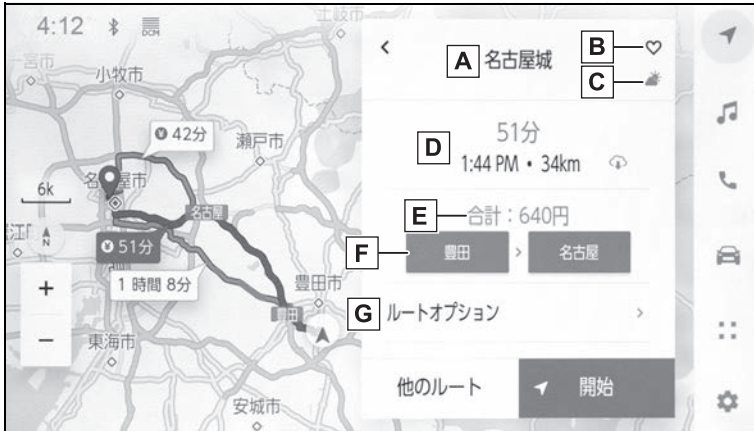 4:12
DCM
土岐市
宮市
小牧市
42分
瀬戸市
6k
名古屋市
名古屋
N
51分
1 時間 8分
豊田市
豊田
東海市
安城市
A 名古屋城
B
C
D
51分
1:44 PM • 34km
E 合計：640円
F 豊田 > 名古屋
G ルートオプション
他のルート
開始